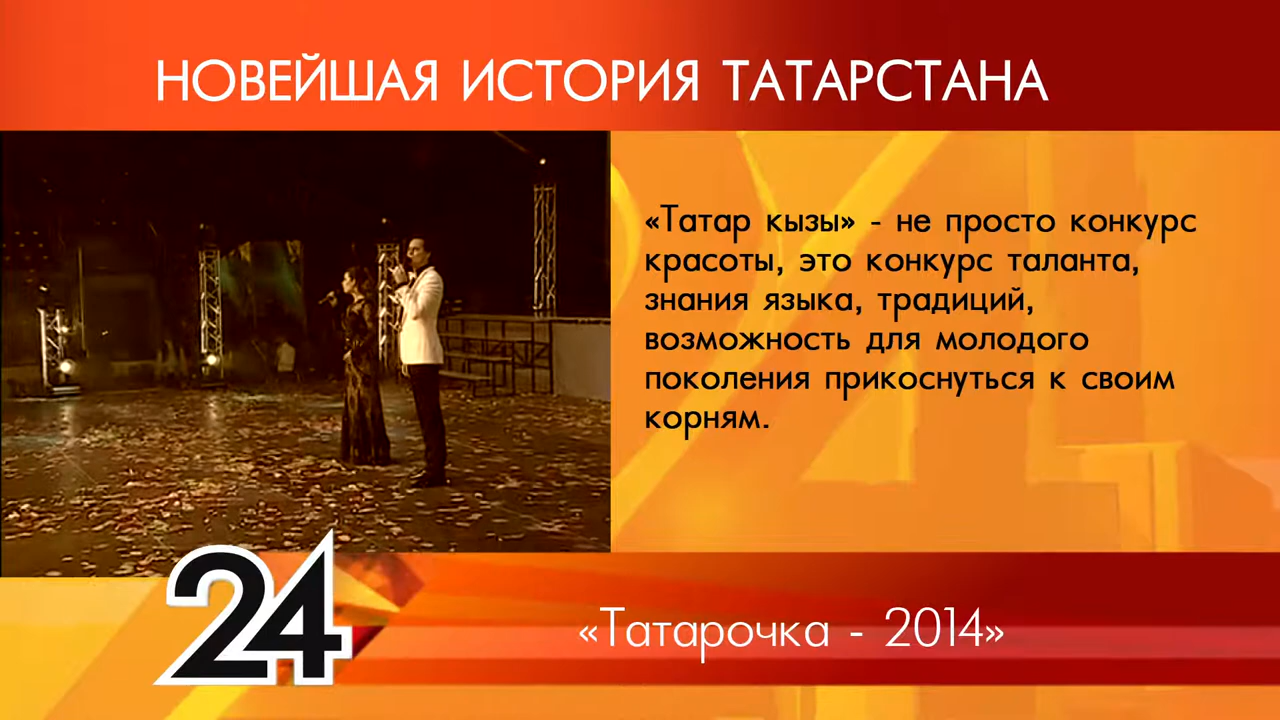 НОВЕЙШАЯ ИСТОРИЯ ТАТАРСТАНА
«Татар кызы» - не просто конкурс
красоты, это конкурс таланта,
знания языка, традиций,
возможность для молодого
поколения прикоснуться к своим
корням.
24
«Татарочка - 2014»